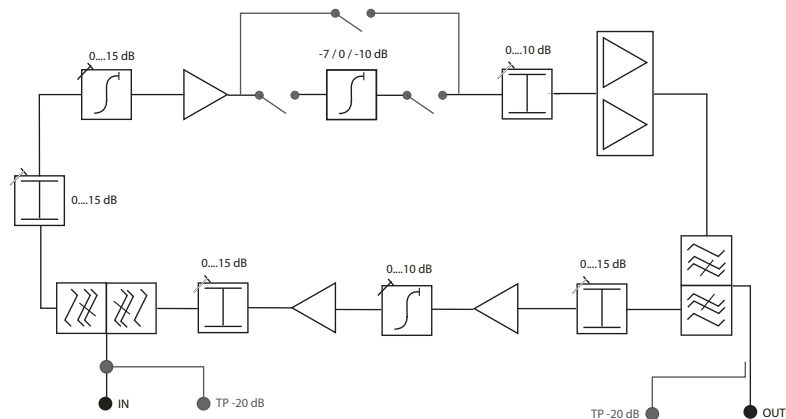 0....15 dB
-7 / 0 / -10 dB
0....10 dB
0....15 dB
0....15 dB
0....10 dB
0....15 dB
IN
TP -20 dB
TP -20 dB
OUT